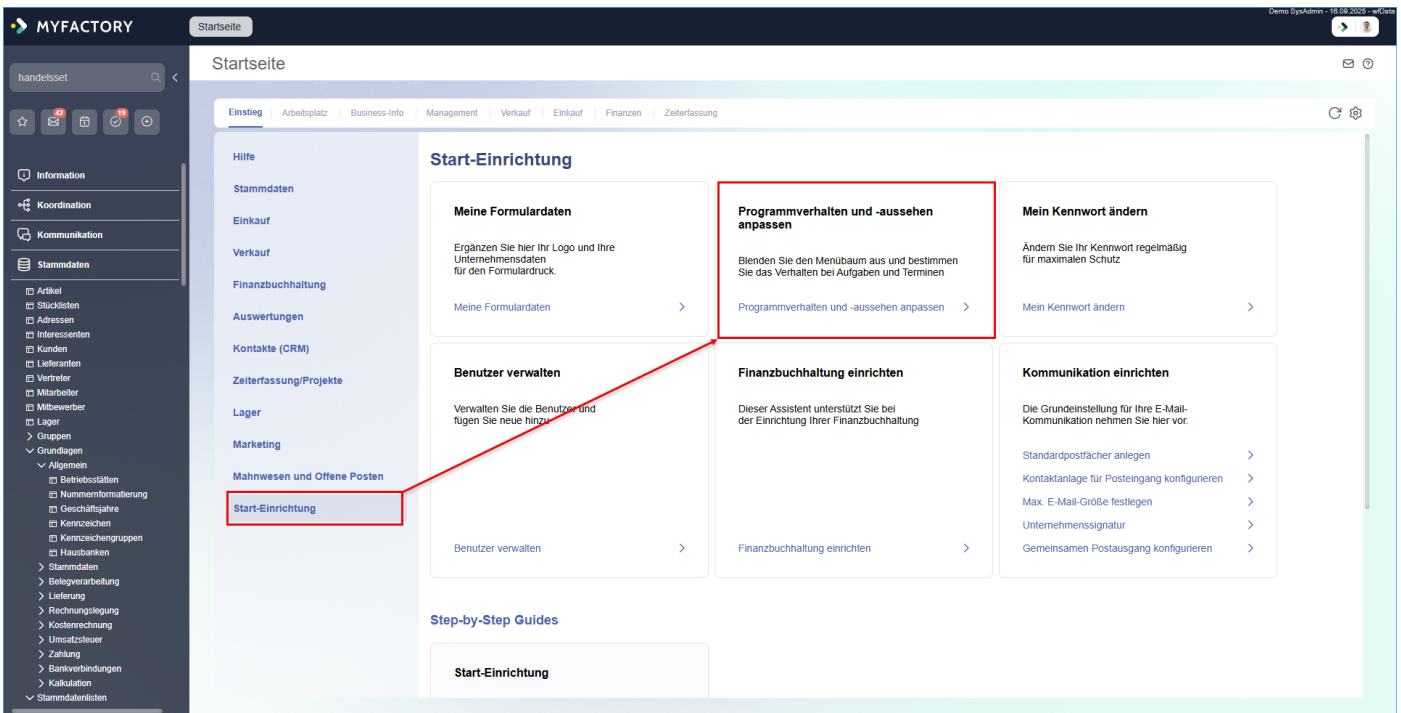 Demo SysAdmin - 16.09.2025 - wfData
MYFACTORY
Startseite
Startseite
handelsset
42
19
Information
Koordination
Kommunikation
Stammdaten
Artikel
Stücklisten
Adressen
Interessenten
Kunden
Lieferanten
Vertreter
Mitarbeiter
Mitbewerber
Lager
Gruppen
Grundlagen
Allgemein
Betriebsstätten
Nummernformatierung
Geschäftsjahre
Kennzeichen
Kennzeichengruppen
Hausbanken
Stammdaten
Belegverarbeitung
Lieferung
Rechnungslegung
Kostenrechnung
Umsatzsteuer
Zahlung
Bankverbindungen
Kalkulation
Stammdatenlisten
Einstieg Arbeitsplatz Business-Info Management Verkauf Einkauf Finanzen Zeiterfassung
Hilfe
Stammdaten
Einkauf
Verkauf
Finanzbuchhaltung
Auswertungen
Kontakte (CRM)
Zeiterfassung/Projekte
Lager
Marketing
Mahnwesen und Offene Posten
Start-Einrichtung
Start-Einrichtung
Meine Formulardaten
Ergänzen Sie hier Ihr Logo und Ihre
Unternehmensdaten
für den Formulardruck.
Meine Formulardaten
Programmverhalten und -aussehen
anpassen
Blenden Sie den Menübaum aus und bestimmen
Sie das Verhalten bei Aufgaben und Terminen
Programmverhalten und -aussehen anpassen
Mein Kennwort ändern
Ändern Sie Ihr Kennwort regelmäßig
für maximalen Schutz
Mein Kennwort ändern
Benutzer verwalten
Verwalten Sie die Benutzer und
fügen Sie neue hinzu
Benutzer verwalten
Finanzbuchhaltung einrichten
Dieser Assistent unterstützt Sie bei
der Einrichtung Ihrer Finanzbuchhaltung
Finanzbuchhaltung einrichten
Kommunikation einrichten
Die Grundeinstellung für Ihre E-Mail-
Kommunikation nehmen Sie hier vor.
Standardpostfächer anlegen
Kontaktanlage für Posteingang konfigurieren
Max. E-Mail-Größe festlegen
Unternehmenssignatur
Gemeinsamen Postausgang konfigurieren
Step-by-Step Guides
Start-Einrichtung